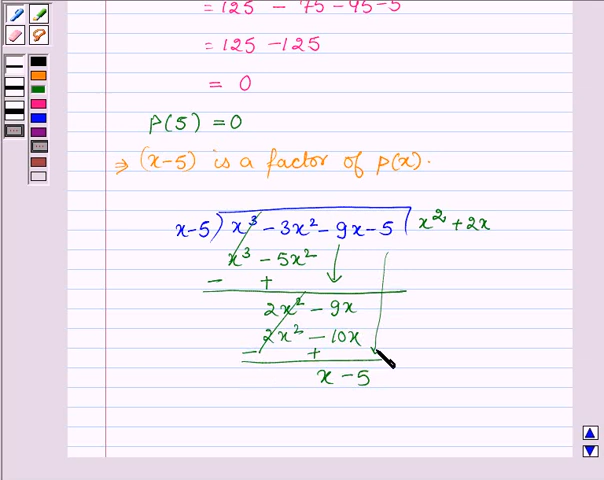 = 125 - 75 - 45 - 5
= 125 - 125
= 0
P(5) = 0
⇒ (x-5) is a factor of p(x).
x-5) x³ - 3x² - 9x - 5 ( x² + 2x
x³ - 5x²
- +
2x² - 9x
2x² - 10x
- +
x - 5